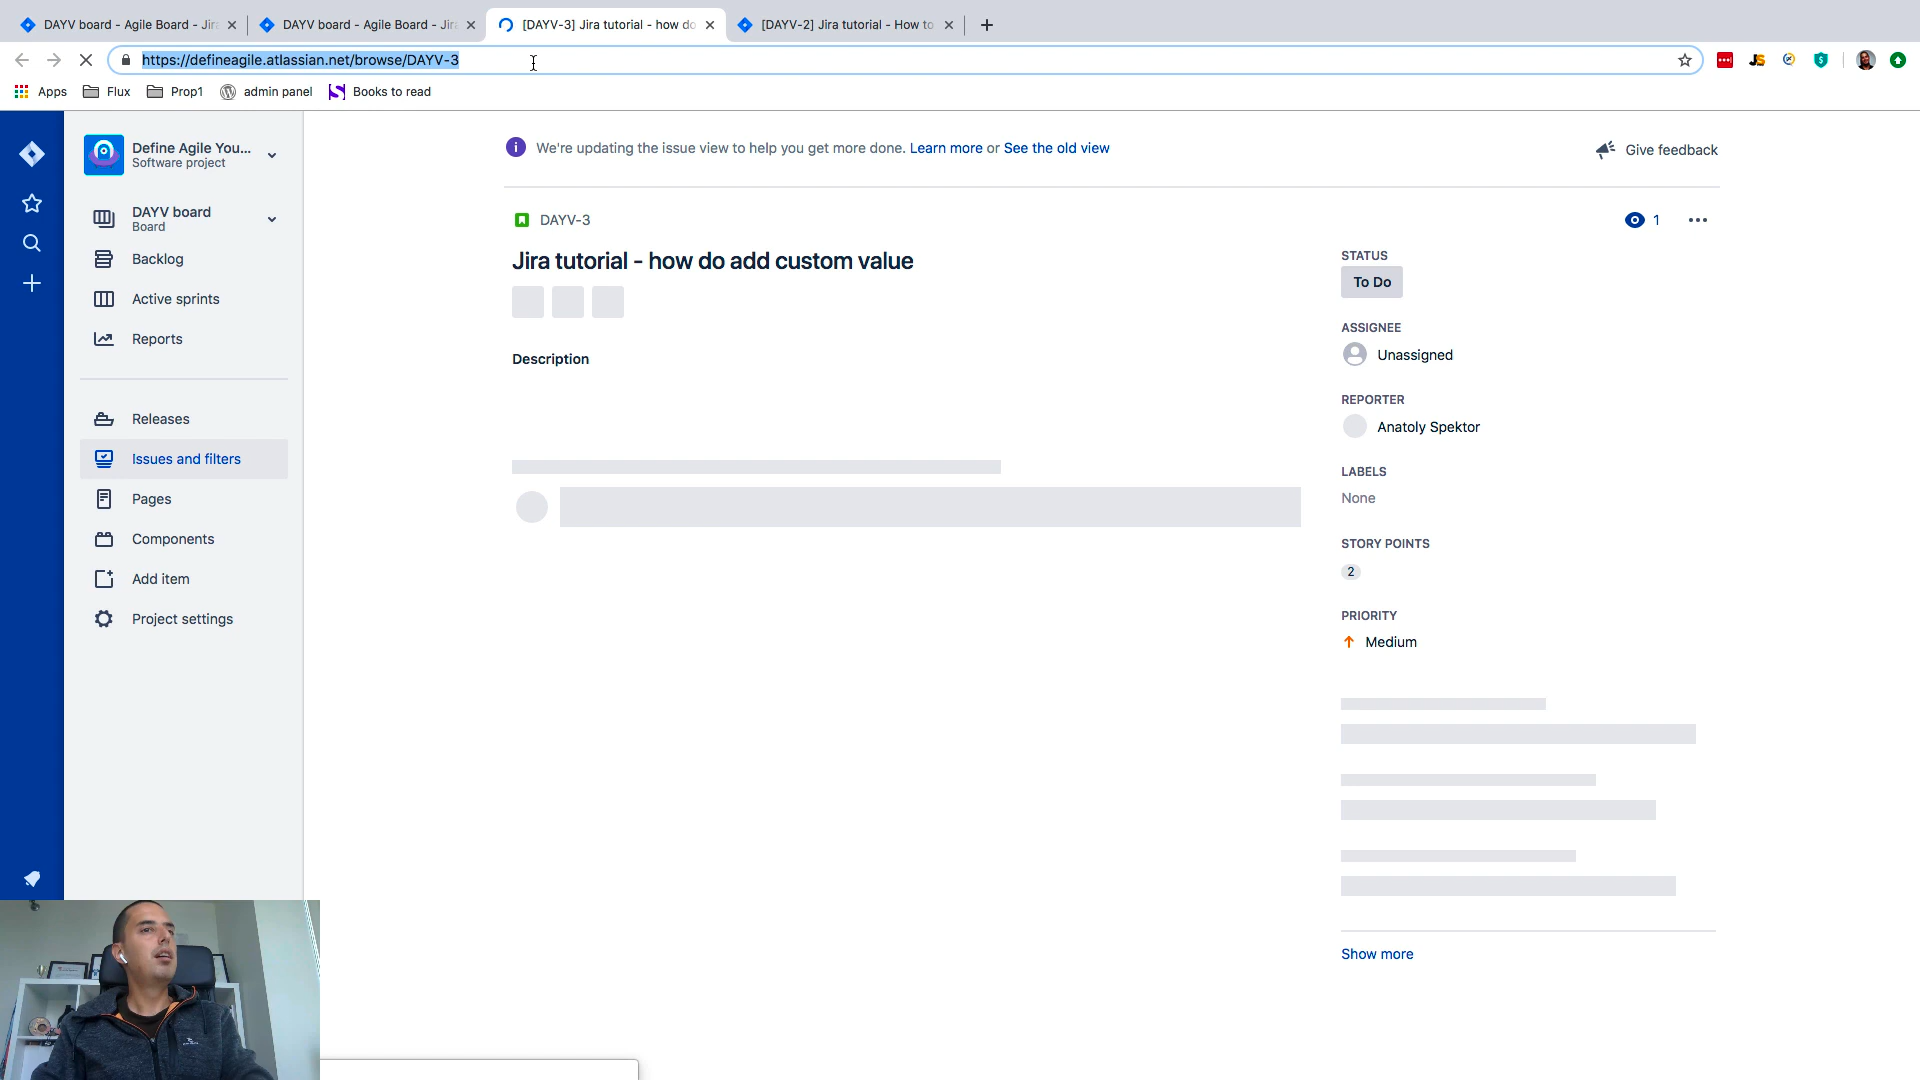 DAYV board - Agile Board - Jir
DAYV board - Agile Board - Jir
[DAYV-3] Jira tutorial - how do
[DAYV-2] Jira tutorial - How to
https://defineagile.atlassian.net/browse/DAYV-3
JS
Apps
Flux
Prop1
admin panel
Books to read
Define Agile You...
Software project
DAYV board
Board
Backlog
Active sprints
Reports
Releases
Issues and filters
Pages
Components
Add item
Project settings
We're updating the issue view to help you get more done. Learn more or See the old view
Give feedback
DAYV-3
1
Jira tutorial - how do add custom value
Description
STATUS
To Do
ASSIGNEE
Unassigned
REPORTER
Anatoly Spektor
LABELS
None
STORY POINTS
2
PRIORITY
Medium
Show more